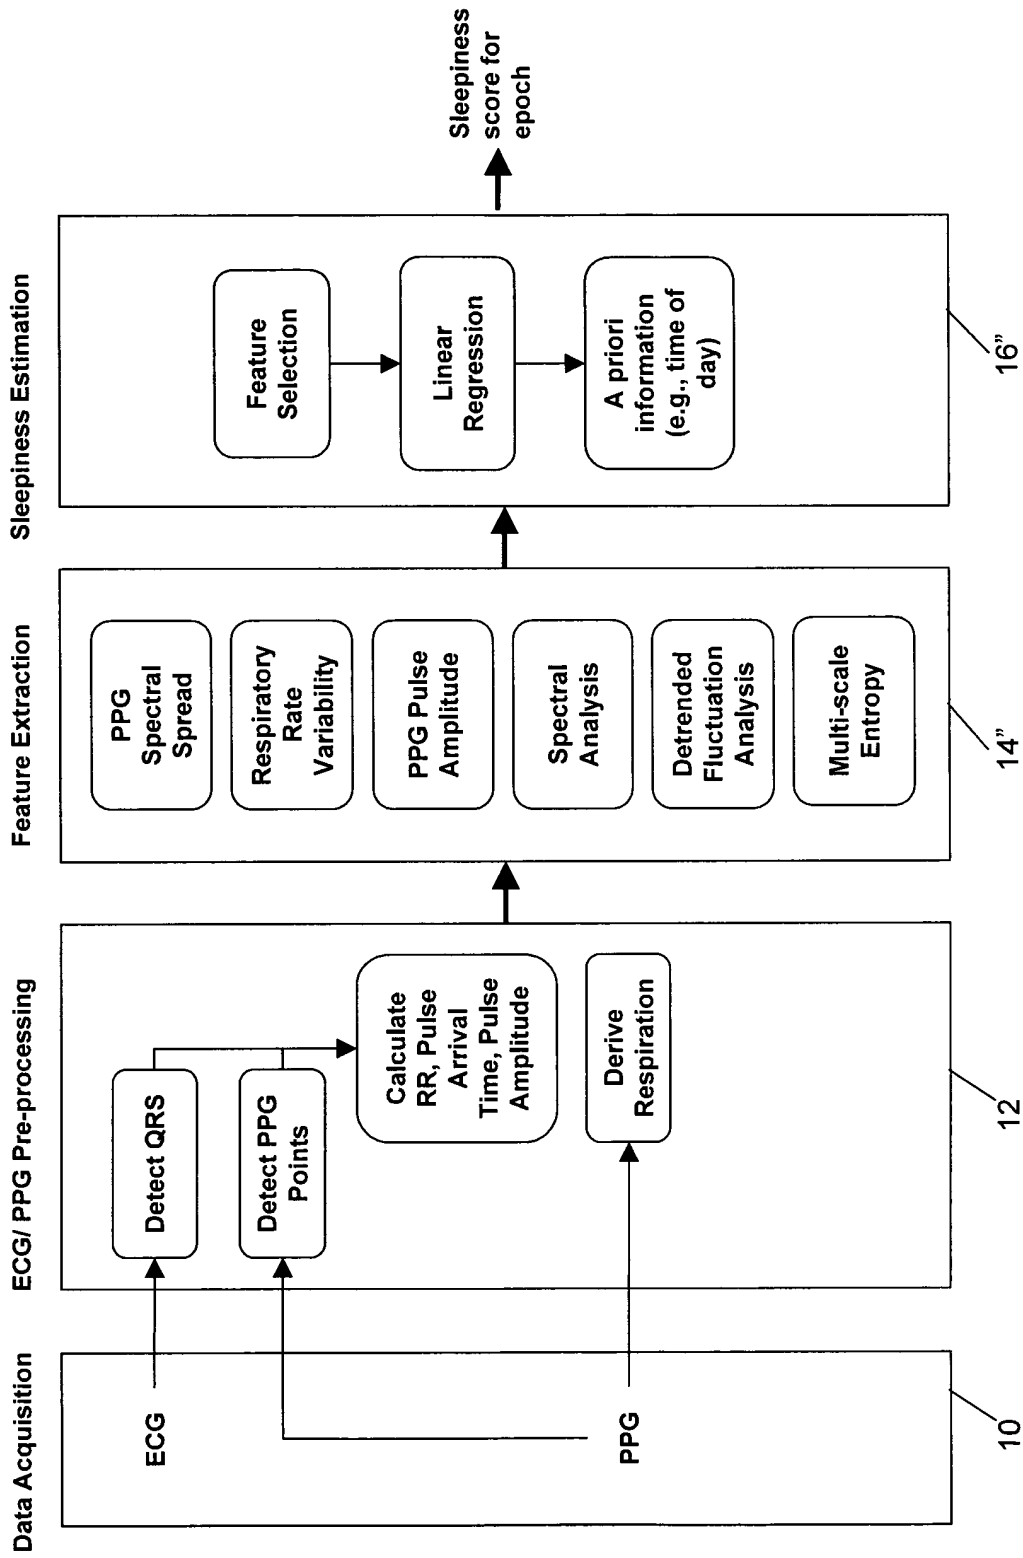 Data Acquisition
ECG
PPG
10
ECG/ PPG Pre-processing
Detect QRS
Detect PPG
Points
Calculate
RR, Pulse
Arrival
Time, Pulse
Amplitude
Derive
Respiration
12
Feature Extraction
PPG
Spectral
Spread
Respiratory
Rate
Variability
PPG Pulse
Amplitude
Spectral
Analysis
Detrended
Fluctuation
Analysis
Multi-scale
Entropy
14”
Sleepiness Estimation
Feature
Selection
Linear
Regression
A priori
information
(e.g., time of
day)
16”
Sleepiness
score for
epoch